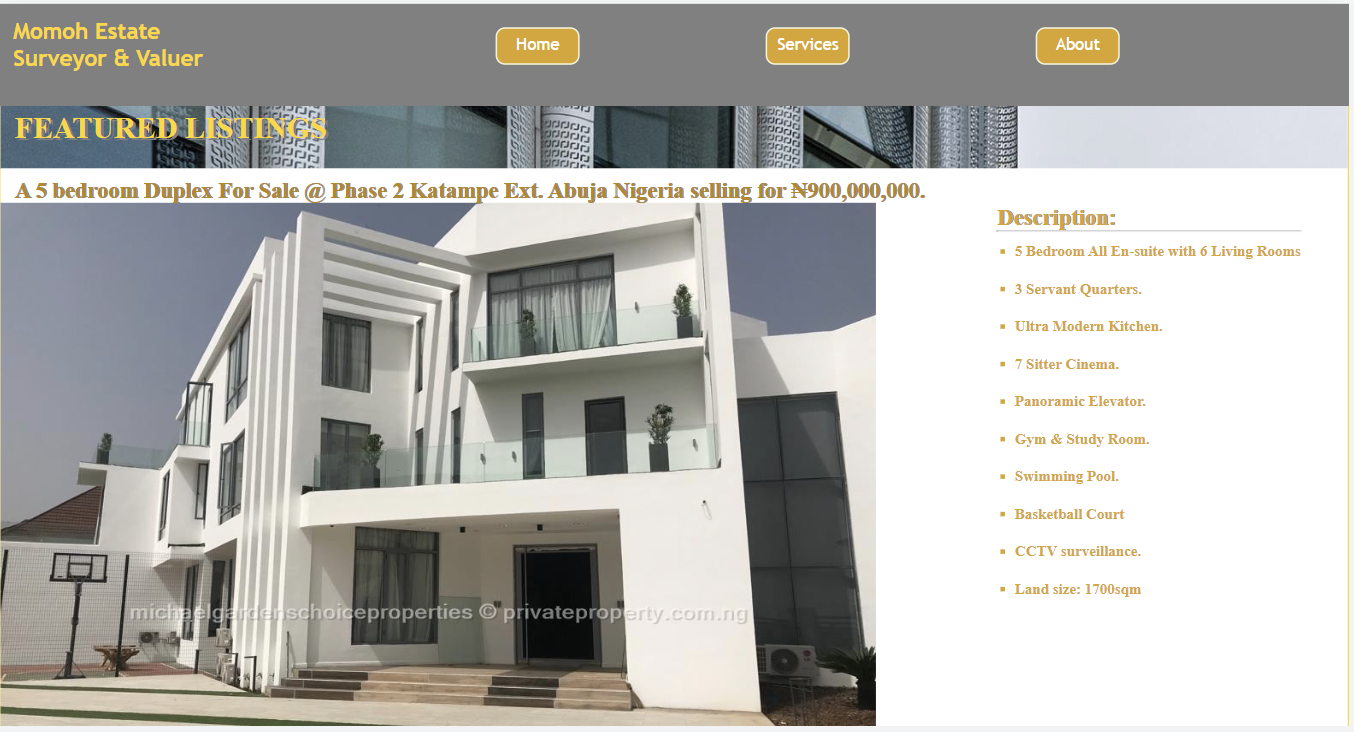 Momoh Estate
Surveyor & Valuer
Home
Services
About
FEATURED LISTINGS
A 5 bedroom Duplex For Sale @ Phase 2 Katampe Ext. Abuja Nigeria selling for ₦900,000,000.
Description:
5 Bedroom All En-suite with 6 Living Rooms
3 Servant Quarters.
Ultra Modern Kitchen.
7 Sitter Cinema.
Panoramic Elevator.
Gym & Study Room.
Swimming Pool.
Basketball Court
CCTV surveillance.
Land size: 1700sqm
michaelgardenschoiceproperties © privateproperty.com.ng